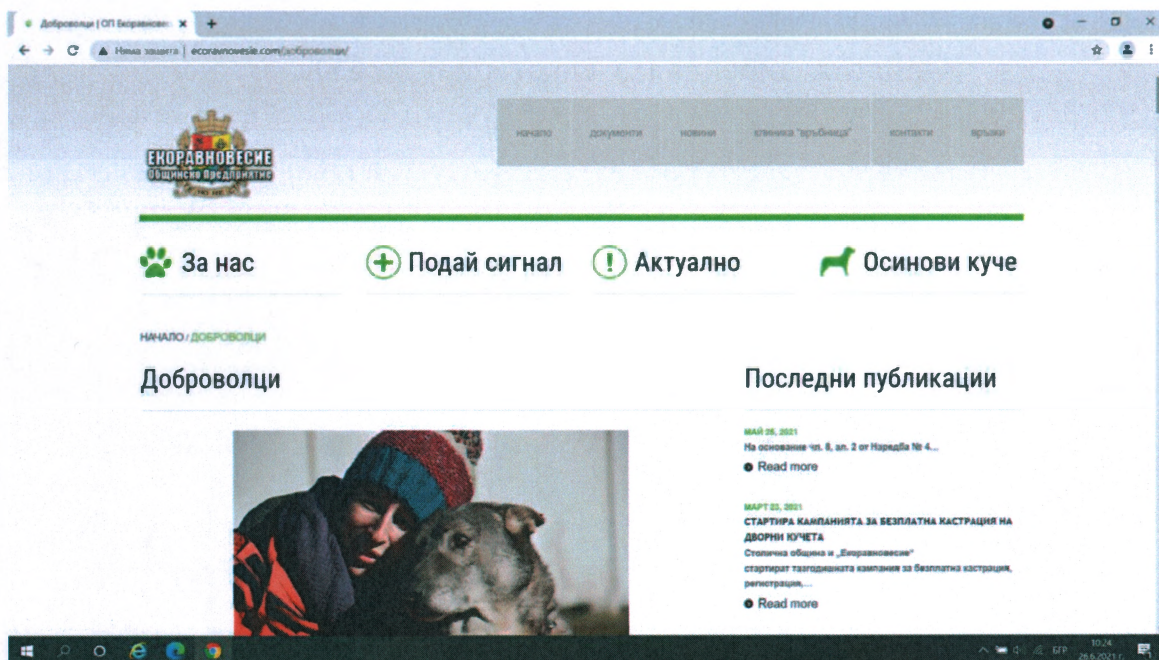 Доброволци | ОП Екоравновес
Няма защита | ecoravnovesie.com/доброволци/
ЕКОРАВНОВЕСИЕ
Общинско Предприятие
начало документи новини клиника "връбница" контакти връзки
За нас Подай сигнал Актуално Осинови куче
НАЧАЛО / ДОБРОВОЛЦИ
Доброволци
Последни публикации
МАЙ 25, 2021
На основание чл. 8, ал. 2 от Наредба № 4...
Read more
МАРТ 23, 2021
СТАРТИРА КАМПАНИЯТА ЗА БЕЗПЛАТНА КАСТРАЦИЯ НА
ДВОРНИ КУЧЕТА
Столична община и „Екоравновесие“
стартират тазгодишната кампания за безплатна кастрация,
регистрация,...
Read more
БГР
10:24
28.6.2021 г.